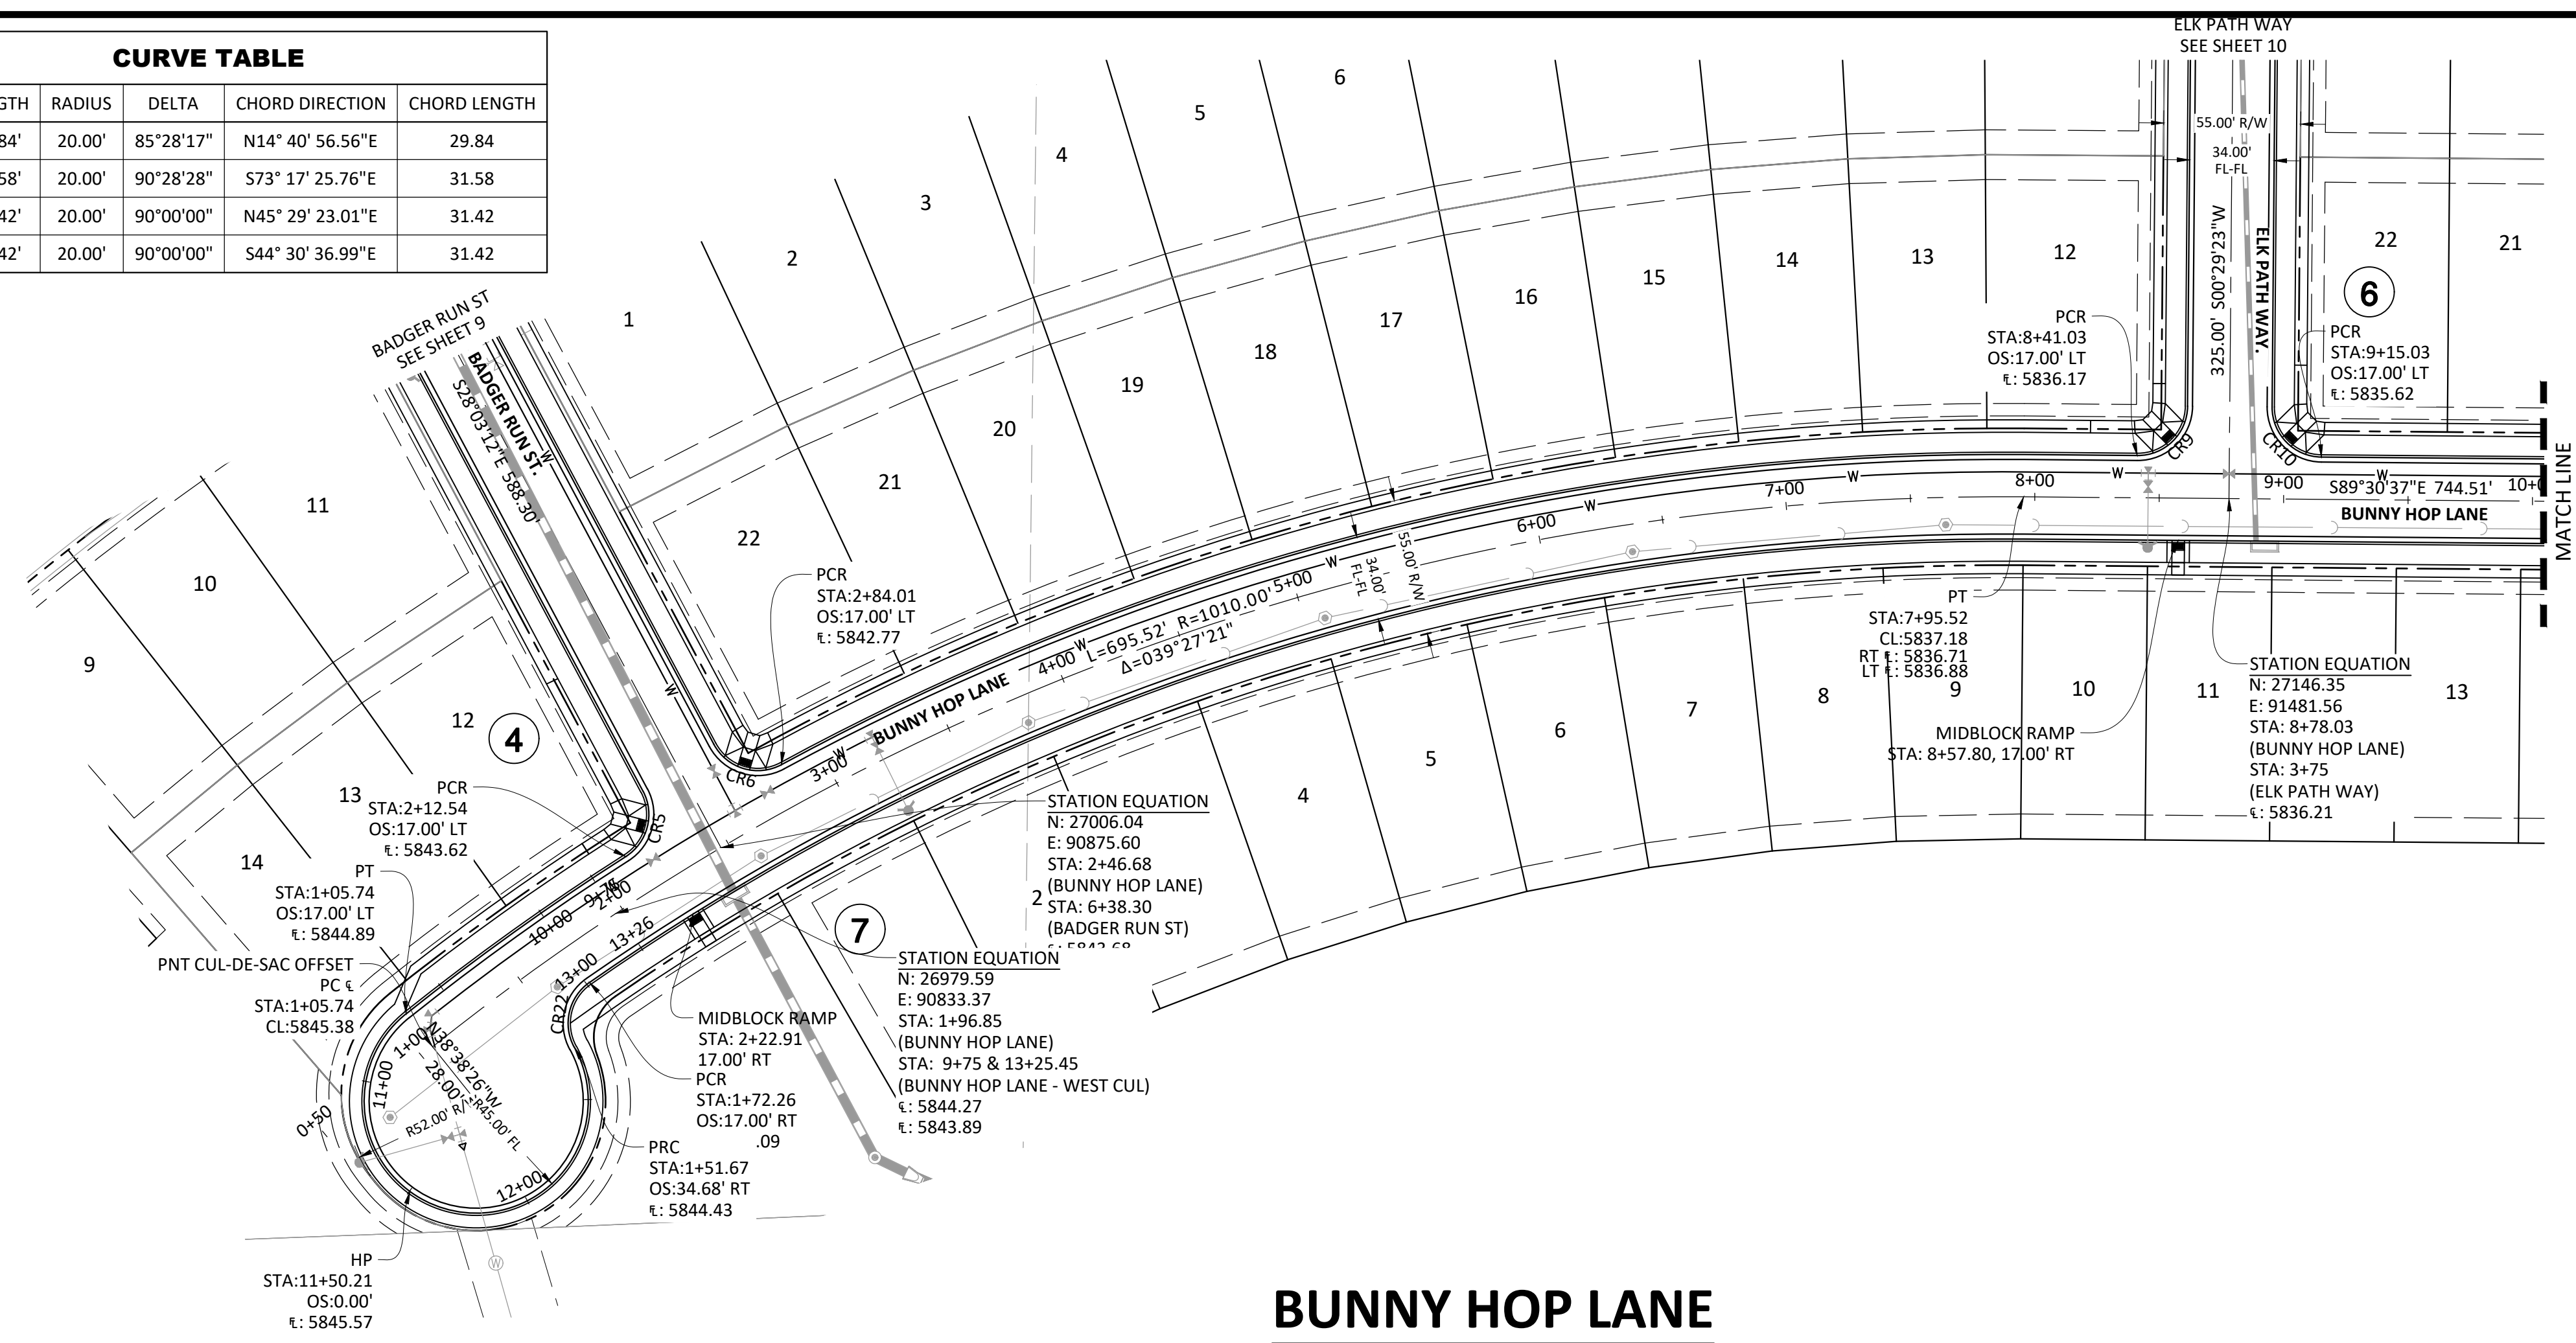 CURVE TABLE
GTH RADIUS DELTA CHORD DIRECTION CHORD LENGTH
84' 20.00' 85°28'17" N14° 40' 56.56"E 29.84
58' 20.00' 90°28'28" S73° 17' 25.76"E 31.58
42' 20.00' 90°00'00" N45° 29' 23.01"E 31.42
42' 20.00' 90°00'00" S44° 30' 36.99"E 31.42
ELK PATH WAY
SEE SHEET 10
55.00' R/W
34.00'
FL-FL
325.00' S00°29'23"W
ELK PATH WAY.
BADGER RUN ST
SEE SHEET 9
BADGER RUN ST.
S28°03'12"E 588.30'
1
2
3
4
5
6
22
21
20
19
18
17
16
15
14
13
12
22
21
6
PCR
STA:8+41.03
OS:17.00' LT
℄: 5836.17
PCR
STA:9+15.03
OS:17.00' LT
℄: 5835.62
CR9
CR10
W
W
W
W
W
W
W
W
W
W
7+00
8+00
9+00
S89°30'37"E 744.51'
10+0
BUNNY HOP LANE
MATCH LINE
6+00
5+00
55.00' R/W
34.00'
FL-FL
4+00
L=695.52' R=1010.00'
Δ=039°27'21"
BUNNY HOP LANE
3+00
PCR
STA:2+84.01
OS:17.00' LT
℄: 5842.77
CR6
CR5
11
10
9
12
4
13
14
PCR
STA:2+12.54
OS:17.00' LT
℄: 5843.62
PT
STA:1+05.74
OS:17.00' LT
℄: 5844.89
PNT CUL-DE-SAC OFFSET
PC ℄
STA:1+05.74
CL:5845.38
9+75
2+00
10+00
13+26
13+00
CR22
1+00
11+00
0+50
12+00
N38°38'26"W
28.00'
R52.00' R/
R45.00' FL
W
HP
STA:11+50.21
OS:0.00'
℄: 5845.57
PRC
STA:1+51.67
OS:34.68' RT
℄: 5844.43
MIDBLOCK RAMP
STA: 2+22.91
17.00' RT
PCR
STA:1+72.26
OS:17.00' RT
.09
7
STATION EQUATION
N: 26979.59
E: 90833.37
STA: 1+96.85
(BUNNY HOP LANE)
STA: 9+75 & 13+25.45
(BUNNY HOP LANE - WEST CUL)
℄: 5844.27
℄: 5843.89
2
STATION EQUATION
N: 27006.04
E: 90875.60
STA: 2+46.68
(BUNNY HOP LANE)
STA: 6+38.30
(BADGER RUN ST)
℄: 5843.68
4
5
6
7
8
9
10
11
13
PT
STA:7+95.52
CL:5837.18
RT ℄: 5836.71
LT ℄: 5836.88
MIDBLOCK RAMP
STA: 8+57.80, 17.00' RT
STATION EQUATION
N: 27146.35
E: 91481.56
STA: 8+78.03
(BUNNY HOP LANE)
STA: 3+75
(ELK PATH WAY)
℄: 5836.21
BUNNY HOP LANE